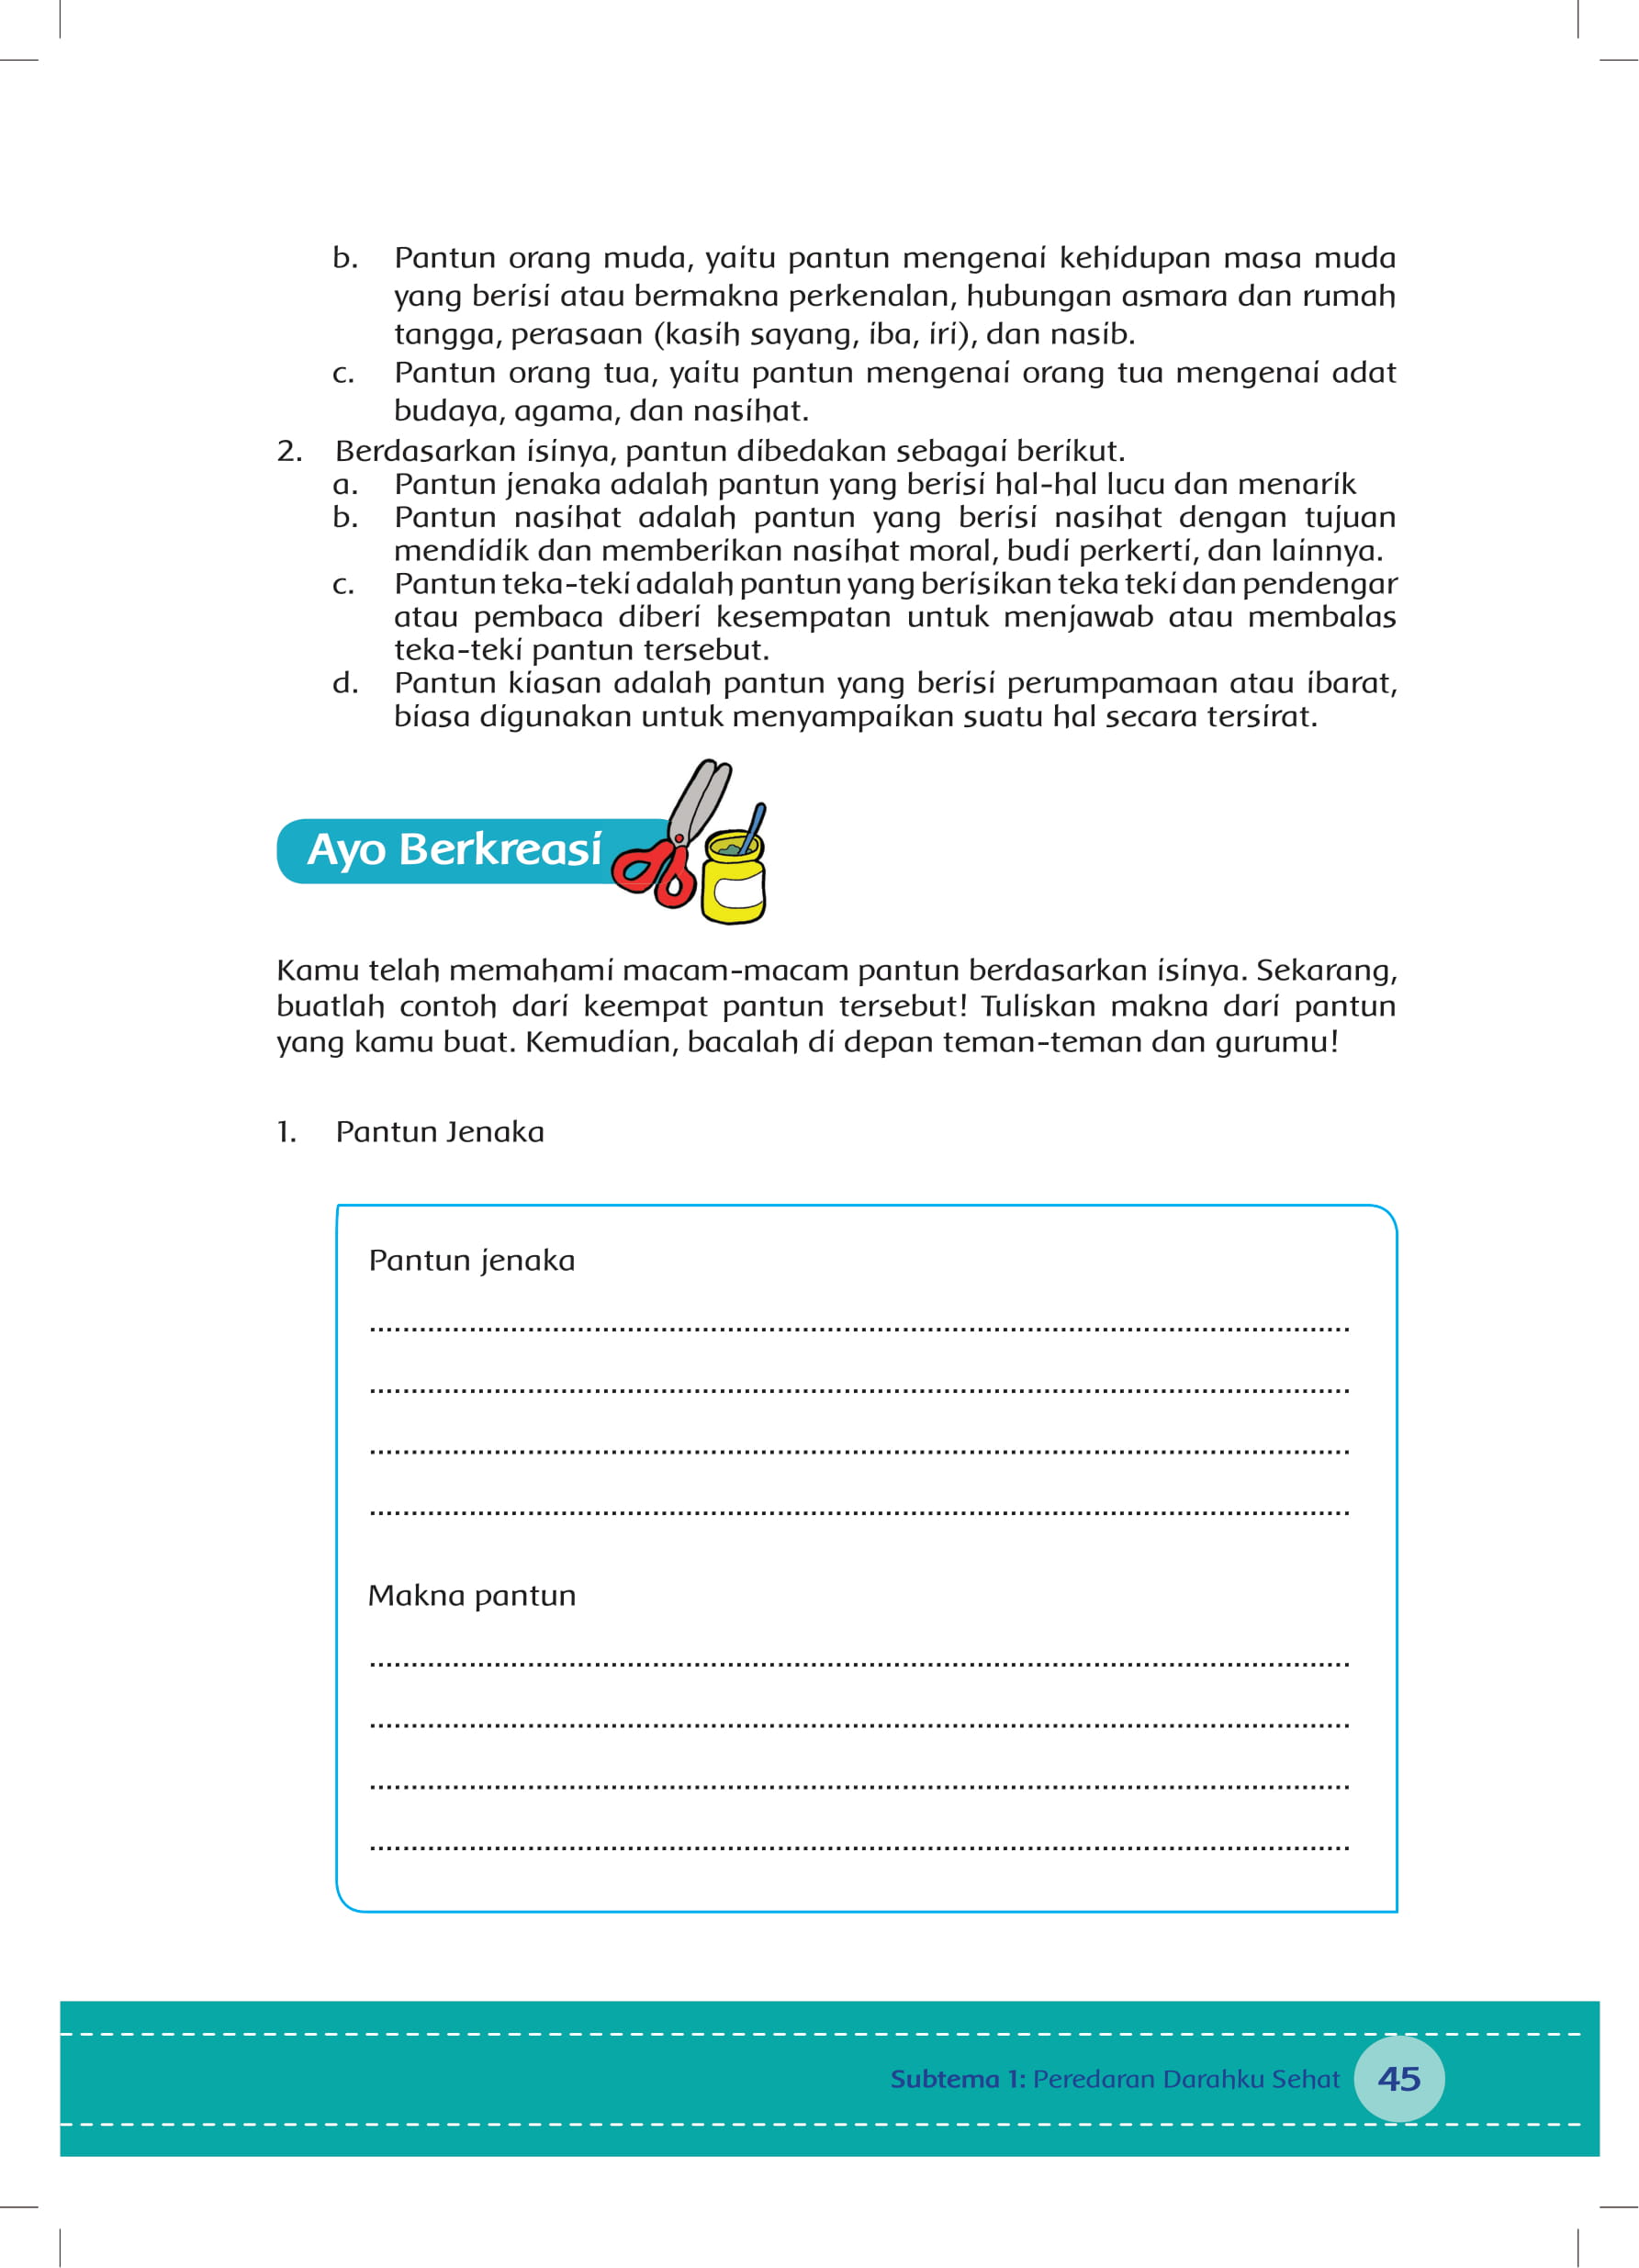 b. Pantun orang muda, yaitu pantun mengenai kehidupan masa muda
yang berisi atau bermakna perkenalan, hubungan asmara dan rumah
tangga, perasaan (kasih sayang, iba, iri), dan nasib.
c. Pantun orang tua, yaitu pantun mengenai orang tua mengenai adat
budaya, agama, dan nasihat.
2. Berdasarkan isinya, pantun dibedakan sebagai berikut.
a. Pantun jenaka adalah pantun yang berisi hal-hal lucu dan menarik
b. Pantun nasihat adalah pantun yang berisi nasihat dengan tujuan
mendidik dan memberikan nasihat moral, budi perkerti, dan lainnya.
c. Pantun teka-teki adalah pantun yang berisikan teka teki dan pendengar
atau pembaca diberi kesempatan untuk menjawab atau membalas
teka-teki pantun tersebut.
d. Pantun kiasan adalah pantun yang berisi perumpamaan atau ibarat,
biasa digunakan untuk menyampaikan suatu hal secara tersirat.
Ayo Berkreasi
Kamu telah memahami macam-macam pantun berdasarkan isinya. Sekarang,
buatlah contoh dari keempat pantun tersebut! Tuliskan makna dari pantun
yang kamu buat. Kemudian, bacalah di depan teman-teman dan gurumu!
1. Pantun Jenaka
Pantun jenaka
Makna pantun
Subtema 1: Peredaran Darahku Sehat 45